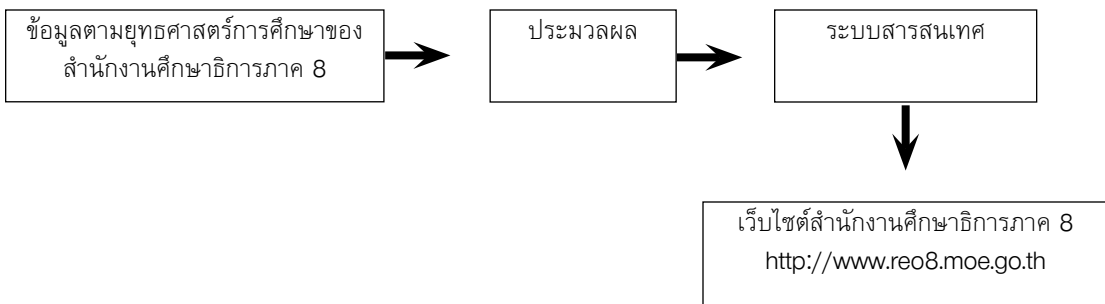 ข้อมูลตามยุทธศาสตร์การศึกษาของ
สำนักงานศึกษาธิการภาค 8
ประมวลผล
ระบบสารสนเทศ
เว็บไซต์สำนักงานศึกษาธิการภาค 8
http://www.reo8.moe.go.th